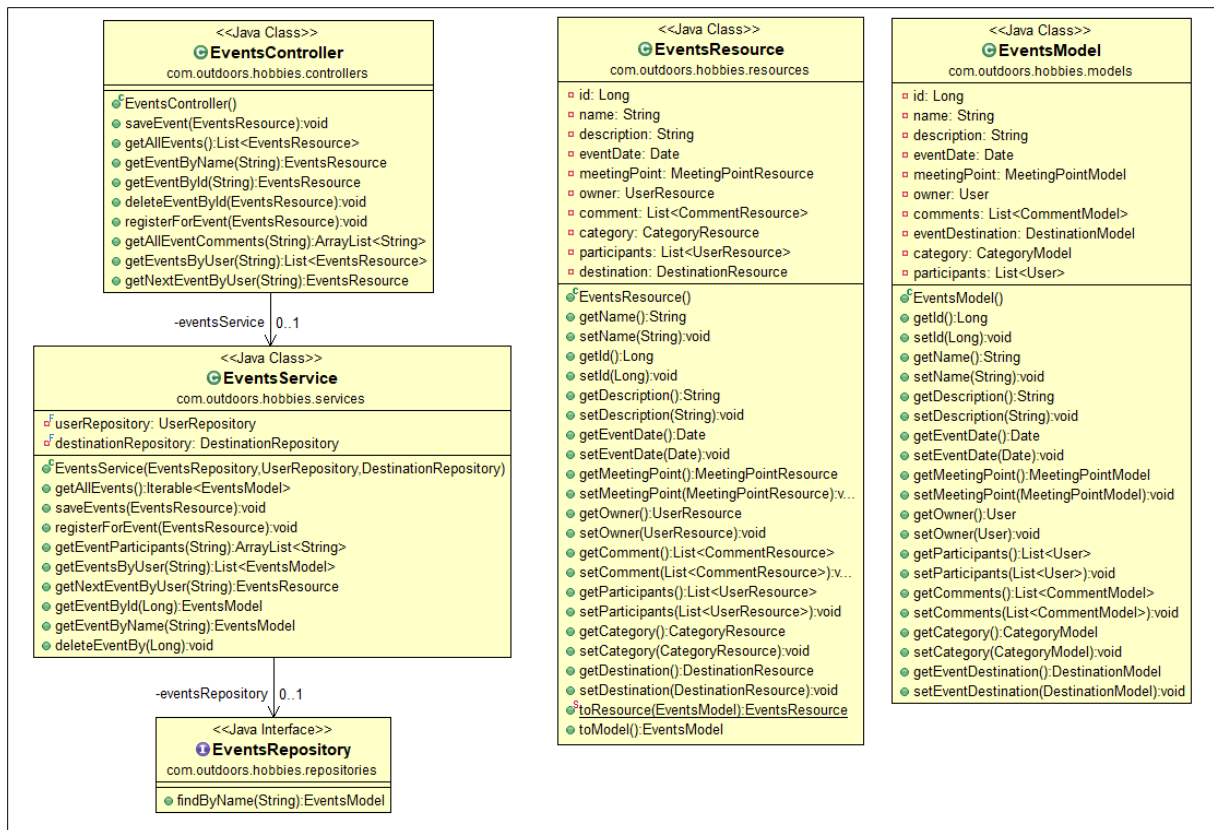 <<Java Class>>
EventsController
com.outdoors.hobbies.controllers
EventsController()
saveEvent(EventsResource):void
getAllEvents():List<EventsResource>
getEventByName(String):EventsResource
getEventById(String):EventsResource
deleteEventById(EventsResource):void
registerForEvent(EventsResource):void
getAllEventComments(String):ArrayList<String>
getEventsByUser(String):List<EventsResource>
getNextEventByUser(String):EventsResource
-eventsService 0..1
<<Java Class>>
EventsService
com.outdoors.hobbies.services
userRepository: UserRepository
destinationRepository: DestinationRepository
EventsService(EventsRepository,UserRepository,DestinationRepository)
getAllEvents():Iterable<EventsModel>
saveEvents(EventsResource):void
registerForEvent(EventsResource):void
getEventParticipants(String):ArrayList<String>
getEventsByUser(String):List<EventsModel>
getNextEventByUser(String):EventsResource
getEventById(Long):EventsModel
getEventByName(String):EventsModel
deleteEventBy(Long):void
-eventsRepository 0..1
<<Java Interface>>
EventsRepository
com.outdoors.hobbies.repositories
findByName(String):EventsModel
<<Java Class>>
EventsResource
com.outdoors.hobbies.resources
id: Long
name: String
description: String
eventDate: Date
meetingPoint: MeetingPointResource
owner: UserResource
comment: List<CommentResource>
category: CategoryResource
participants: List<UserResource>
destination: DestinationResource
EventsResource()
getName():String
setName(String):void
getId():Long
setId(Long):void
getDescription():String
setDescription(String):void
getEventDate():Date
setEventDate(Date):void
getMeetingPoint():MeetingPointResource
setMeetingPoint(MeetingPointResource):v...
getOwner():UserResource
setOwner(UserResource):void
getComment():List<CommentResource>
setComment(List<CommentResource>):v...
getParticipants():List<UserResource>
setParticipants(List<UserResource>):void
getCategory():CategoryResource
setCategory(CategoryResource):void
getDestination():DestinationResource
setDestination(DestinationResource):void
toResource(EventsModel):EventsResource
toModel():EventsModel
<<Java Class>>
EventsModel
com.outdoors.hobbies.models
id: Long
name: String
description: String
eventDate: Date
meetingPoint: MeetingPointModel
owner: User
comments: List<CommentModel>
eventDestination: DestinationModel
category: CategoryModel
participants: List<User>
EventsModel()
getId():Long
setId(Long):void
getName():String
setName(String):void
getDescription():String
setDescription(String):void
getEventDate():Date
setEventDate(Date):void
getMeetingPoint():MeetingPointModel
setMeetingPoint(MeetingPointModel):void
getOwner():User
setOwner(User):void
getParticipants():List<User>
setParticipants(List<User>):void
getComments():List<CommentModel>
setComments(List<CommentModel>):void
getCategory():CategoryModel
setCategory(CategoryModel):void
getEventDestination():DestinationModel
setEventDestination(DestinationModel):void